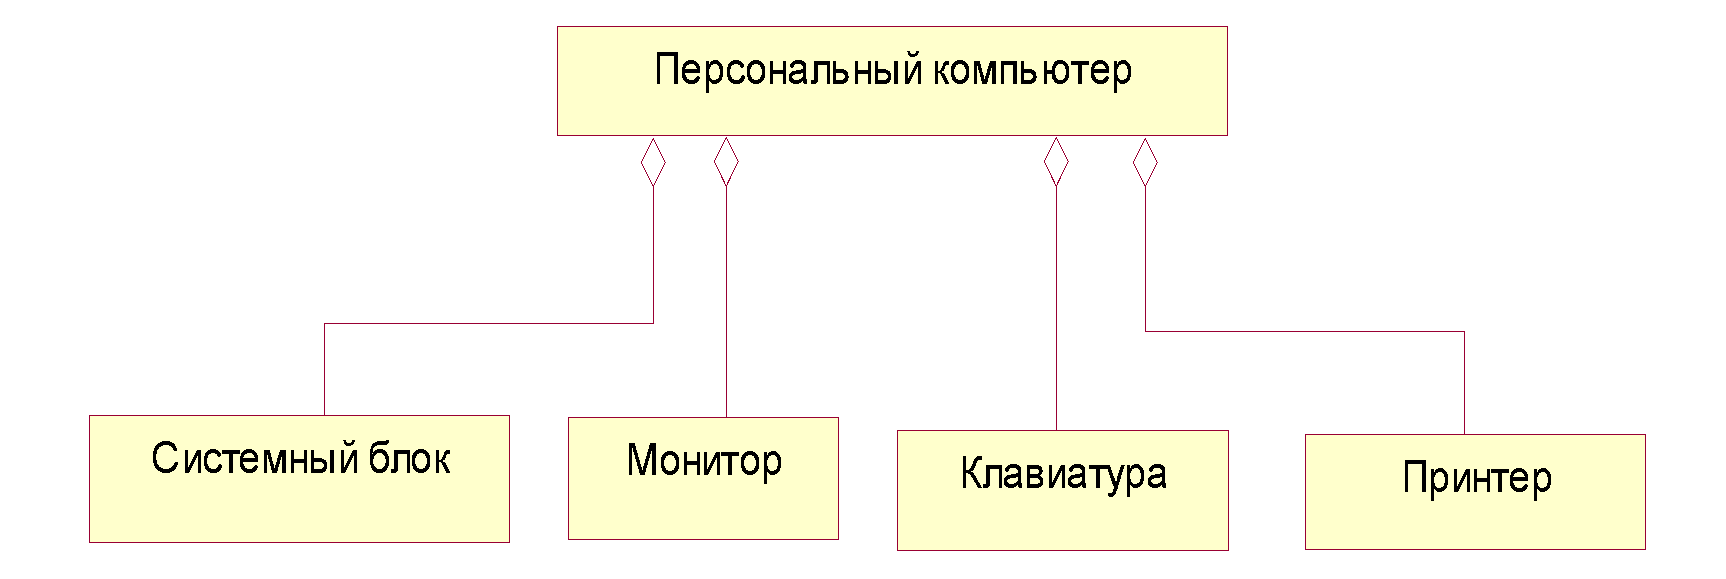 Персональный компьютер
Системный блок
Монитор
Клавиатура
Принтер